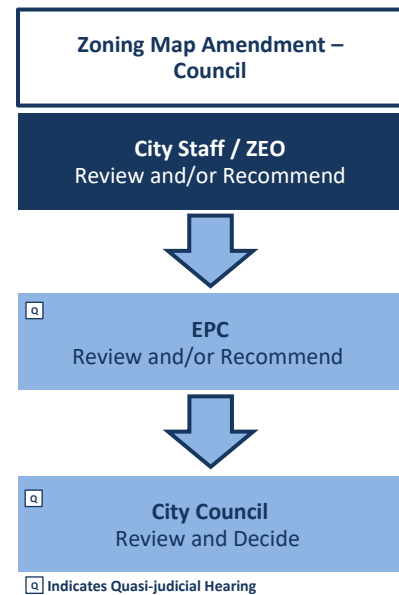 Zoning Map Amendment –
Council
City Staff / ZEO
Review and/or Recommend
Q
EPC
Review and/or Recommend
Q
City Council
Review and Decide
Q Indicates Quasi-judicial Hearing